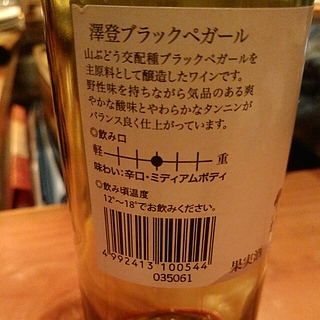 澤登ブラックペガール
山ぶどう交配種ブラックペガールを
主原料として醸造したワインです。
野性味を持ちながら気品のある爽
やかな酸味とやわらかなタンニンが
バランス良く仕上がっています。
◎飲み口
軽 重
味わい:辛口・ミディアムボディ
◎飲み頃温度
12°~18°でお飲みください。
4 992413 100544
035061
果実酒